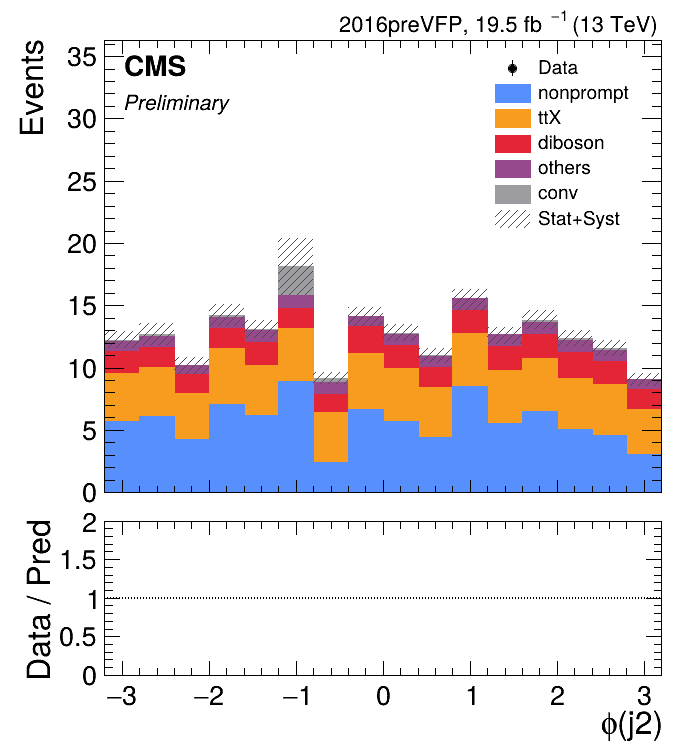 2016preVFP, 19.5 fb⁻¹ (13 TeV)
CMS
Preliminary
Events
35
30
25
20
15
10
5
0
Data
nonprompt
ttX
diboson
others
conv
Stat+Syst
Data / Pred
2
1.5
1
0.5
0
−3 −2 −1 0 1 2 3
ϕ(j2)